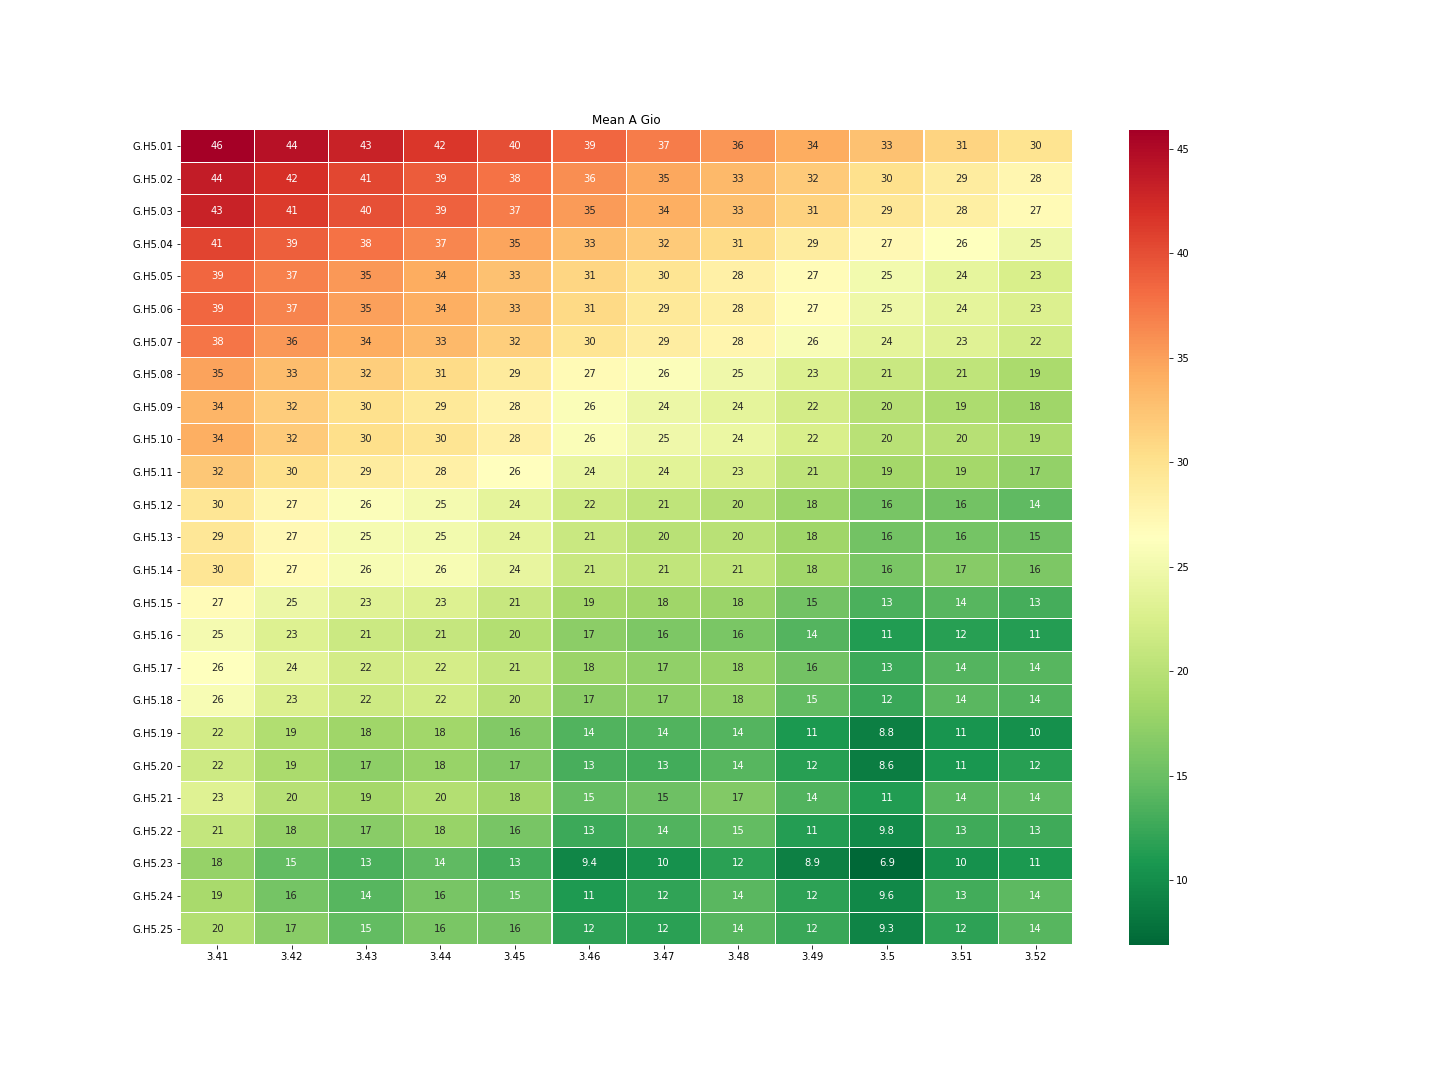 Mean A Gio
G.H5.01 46 44 43 42 40 39 37 36 34 33 31 30
G.H5.02 44 42 41 39 38 36 35 33 32 30 29 28
G.H5.03 43 41 40 39 37 35 34 33 31 29 28 27
G.H5.04 41 39 38 37 35 33 32 31 29 27 26 25
G.H5.05 39 37 35 34 33 31 30 28 27 25 24 23
G.H5.06 39 37 35 34 33 31 29 28 27 25 24 23
G.H5.07 38 36 34 33 32 30 29 28 26 24 23 22
G.H5.08 35 33 32 31 29 27 26 25 23 21 21 19
G.H5.09 34 32 30 29 28 26 24 24 22 20 19 18
G.H5.10 34 32 30 30 28 26 25 24 22 20 20 19
G.H5.11 32 30 29 28 26 24 24 23 21 19 19 17
G.H5.12 30 27 26 25 24 22 21 20 18 16 16 14
G.H5.13 29 27 25 25 24 21 20 20 18 16 16 15
G.H5.14 30 27 26 26 24 21 21 21 18 16 17 16
G.H5.15 27 25 23 23 21 19 18 18 15 13 14 13
G.H5.16 25 23 21 21 20 17 16 16 14 11 12 11
G.H5.17 26 24 22 22 21 18 17 18 16 13 14 14
G.H5.18 26 23 22 22 20 17 17 18 15 12 14 14
G.H5.19 22 19 18 18 16 14 14 14 11 8.8 11 10
G.H5.20 22 19 17 18 17 13 13 14 12 8.6 11 12
G.H5.21 23 20 19 20 18 15 15 17 14 11 14 14
G.H5.22 21 18 17 18 16 13 14 15 11 9.8 13 13
G.H5.23 18 15 13 14 13 9.4 10 12 8.9 6.9 10 11
G.H5.24 19 16 14 16 15 11 12 14 12 9.6 13 14
G.H5.25 20 17 15 16 16 12 12 14 12 9.3 12 14
3.41 3.42 3.43 3.44 3.45 3.46 3.47 3.48 3.49 3.5 3.51 3.52
45
40
35
30
25
20
15
10